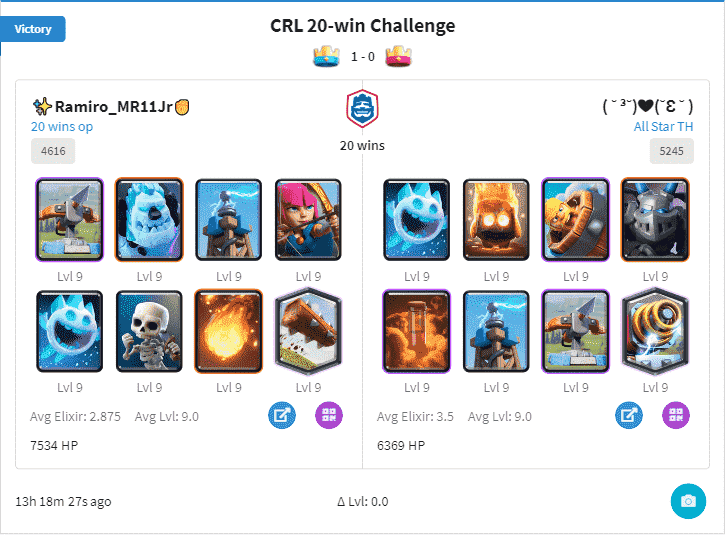 Victory
CRL 20-win Challenge
1 - 0
✨Ramiro_MR11Jr✊
20 wins op
4616
20 wins
( ˘ ³˘)♥(˘Ɛ ˘ )
All Star TH
5245
Lvl 9 Lvl 9 Lvl 9 Lvl 9
Lvl 9 Lvl 9 Lvl 9 Lvl 9
Avg Elixir: 2.875 Avg Lvl: 9.0
7534 HP
Lvl 9 Lvl 9 Lvl 9 Lvl 9
Lvl 9 Lvl 9 Lvl 9 Lvl 9
Avg Elixir: 3.5 Avg Lvl: 9.0
6369 HP
13h 18m 27s ago
Δ Lvl: 0.0